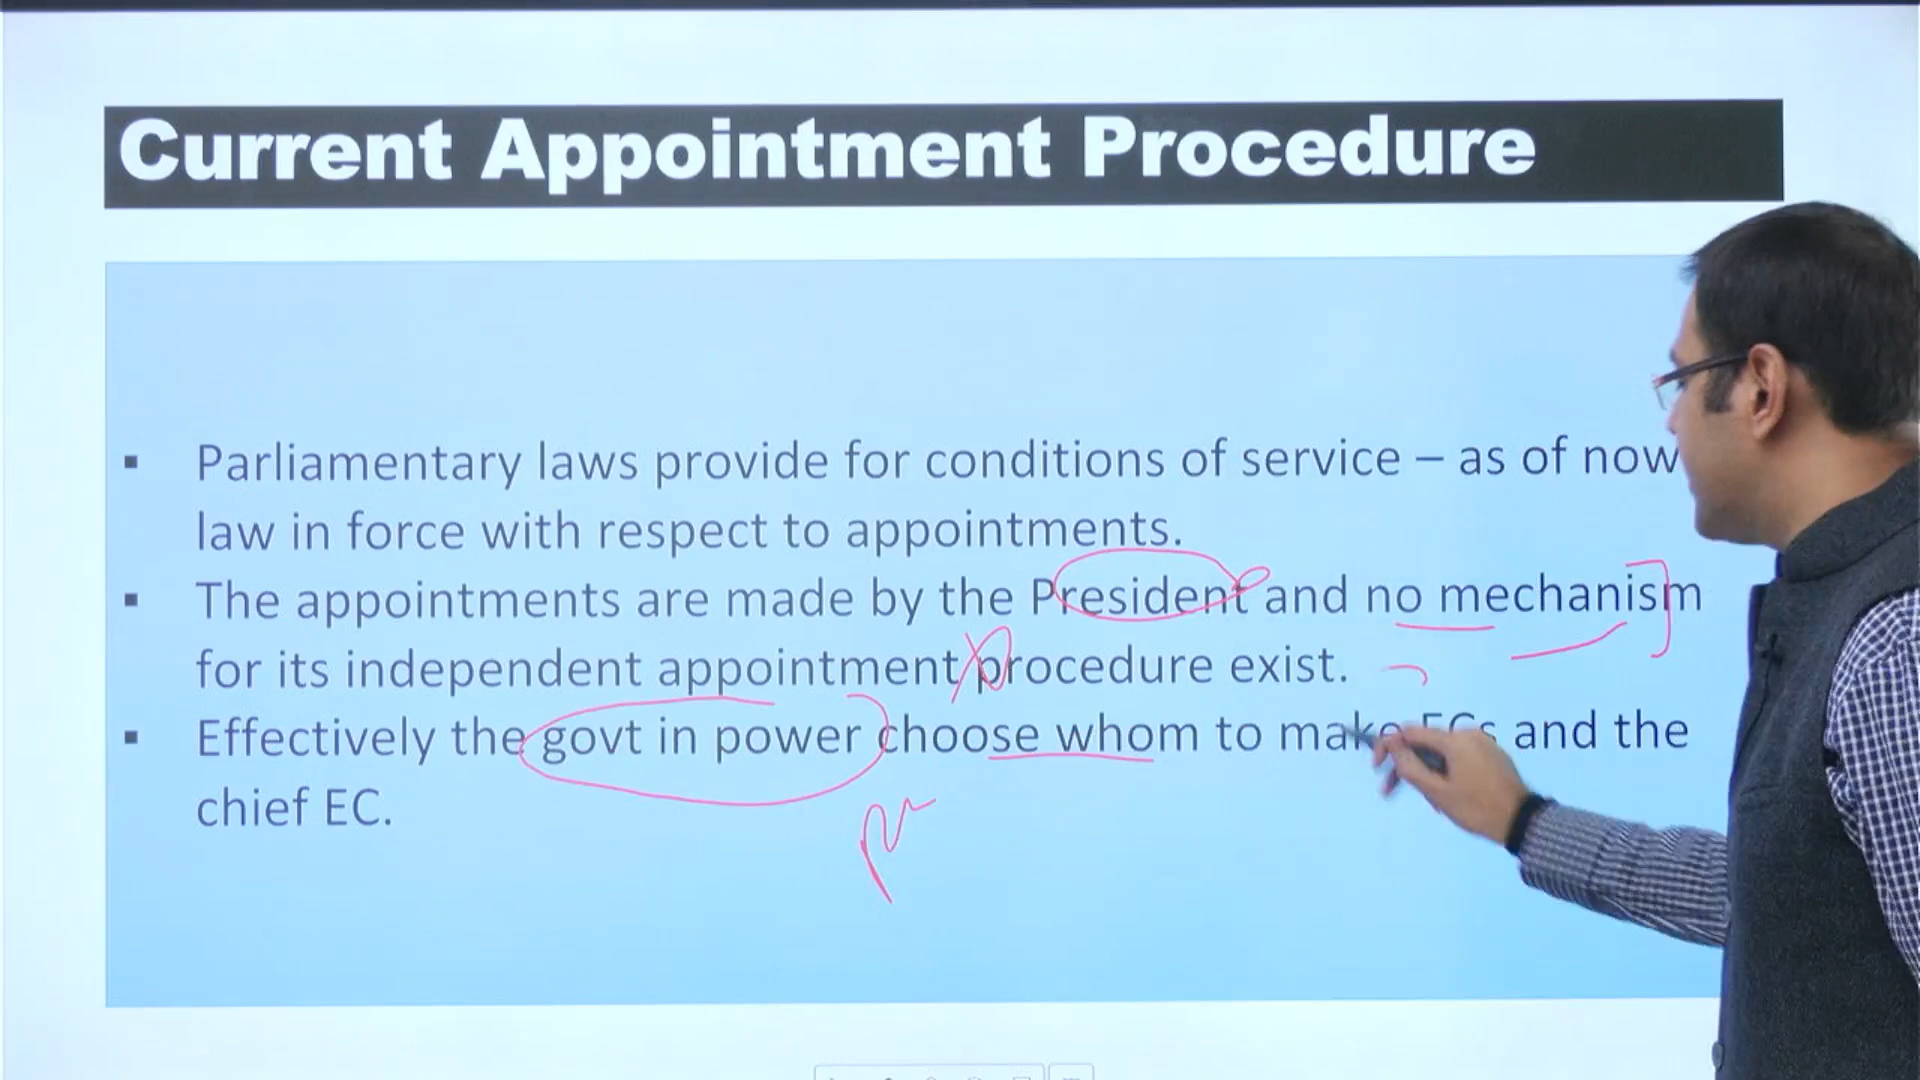 Current Appointment Procedure
▪ Parliamentary laws provide for conditions of service – as of now
law in force with respect to appointments.
▪ The appointments are made by the President and no mechanism
for its independent appointment procedure exist.
▪ Effectively the govt in power choose whom to make ECs and the
chief EC.